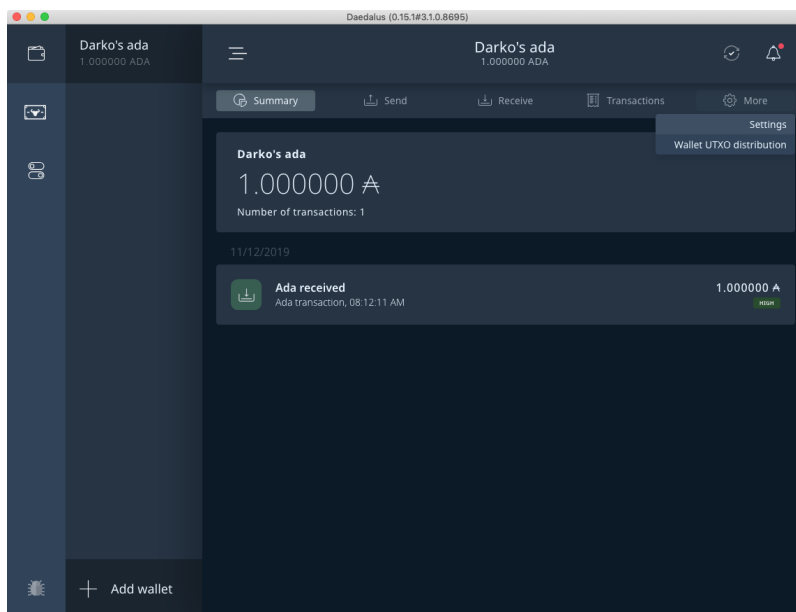 Daedalus (0.15.1#3.1.0.8695)
Darko's ada
1.000000 ADA
Darko's ada
1.000000 ADA
Summary
Send
Receive
Transactions
More
Settings
Wallet UTXO distribution
Darko's ada
1.000000 ₳
Number of transactions: 1
11/12/2019
Ada received
1.000000 ₳
Ada transaction, 08:12:11 AM
HIGH
Add wallet